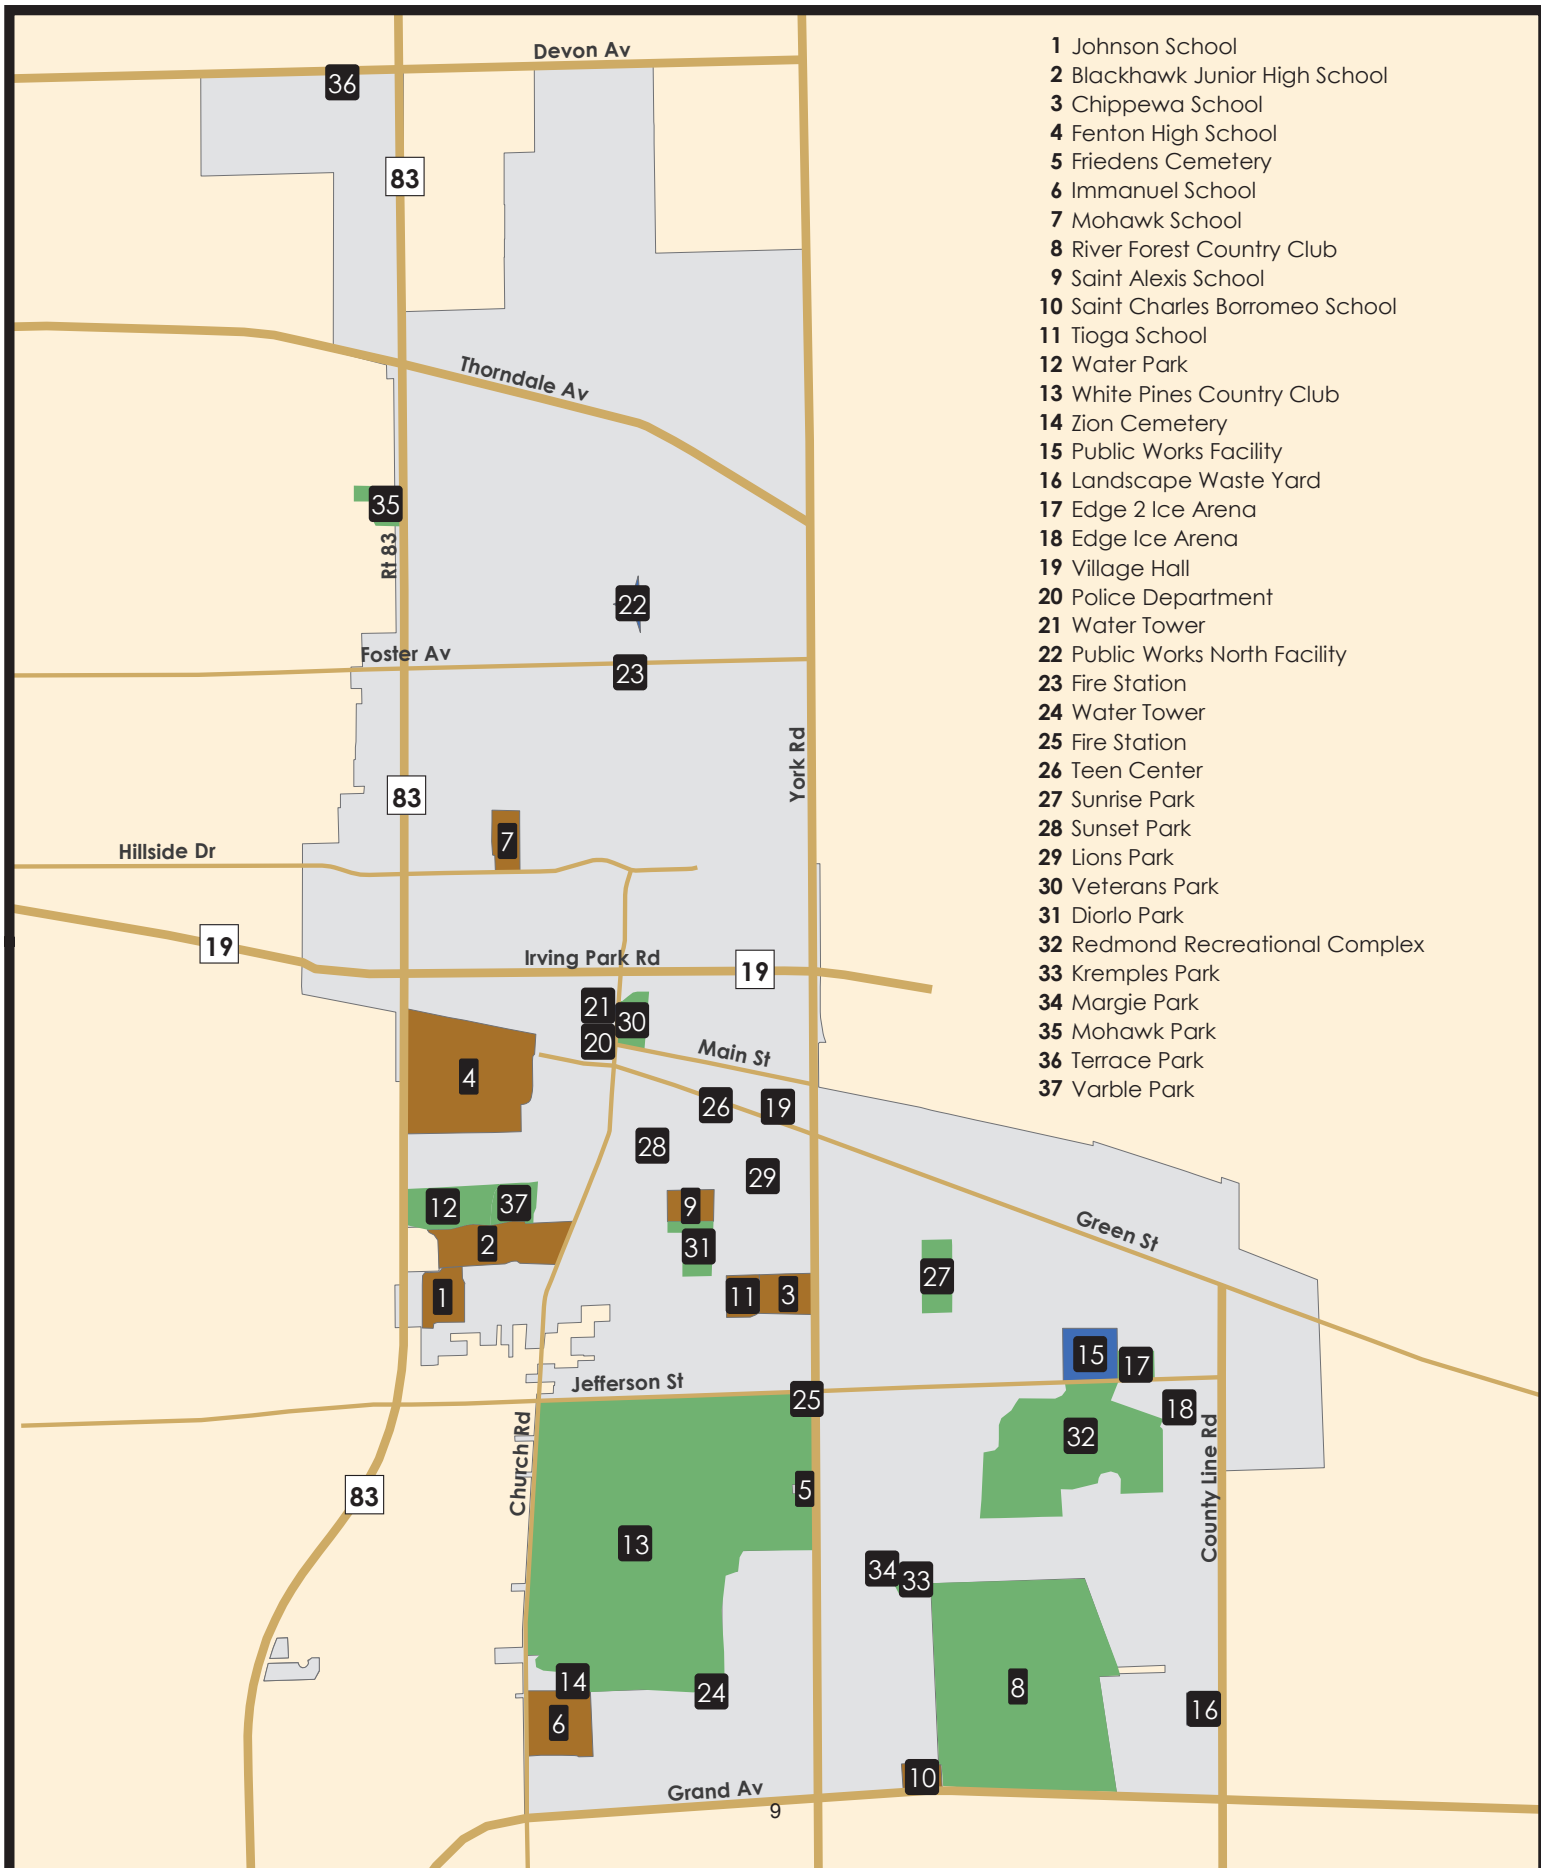 Devon Av
36
83
Thorndale Av
35
Rt 83
22
Foster Av
23
York Rd
83
7
Hillside Dr
19
Irving Park Rd
19
21
30
20
Main St
4
26
19
28
29
12
37
9
2
31
Green St
27
1
11
3
15
17
Jefferson St
25
18
32
Church Rd
County Line Rd
83
5
13
34
33
14
24
8
16
6
10
Grand Av
9
1 Johnson School
2 Blackhawk Junior High School
3 Chippewa School
4 Fenton High School
5 Friedens Cemetery
6 Immanuel School
7 Mohawk School
8 River Forest Country Club
9 Saint Alexis School
10 Saint Charles Borromeo School
11 Tioga School
12 Water Park
13 White Pines Country Club
14 Zion Cemetery
15 Public Works Facility
16 Landscape Waste Yard
17 Edge 2 Ice Arena
18 Edge Ice Arena
19 Village Hall
20 Police Department
21 Water Tower
22 Public Works North Facility
23 Fire Station
24 Water Tower
25 Fire Station
26 Teen Center
27 Sunrise Park
28 Sunset Park
29 Lions Park
30 Veterans Park
31 Diorlo Park
32 Redmond Recreational Complex
33 Kremples Park
34 Margie Park
35 Mohawk Park
36 Terrace Park
37 Varble Park